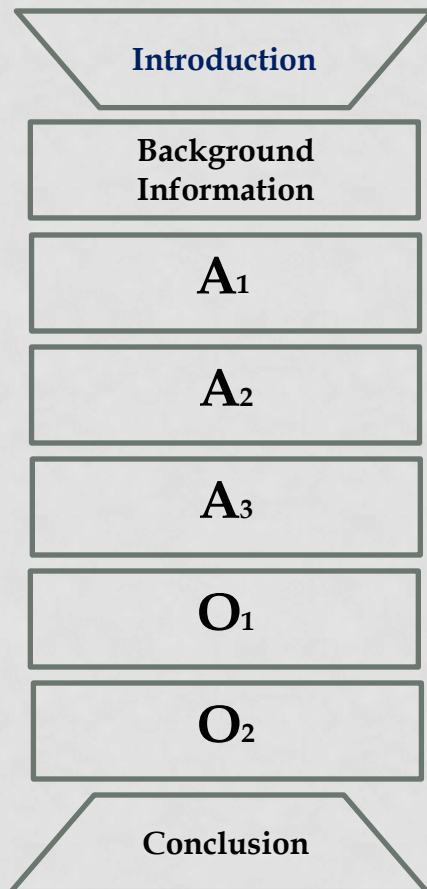 Introduction
Background
Information
A1
A2
A3
O1
O2
Conclusion